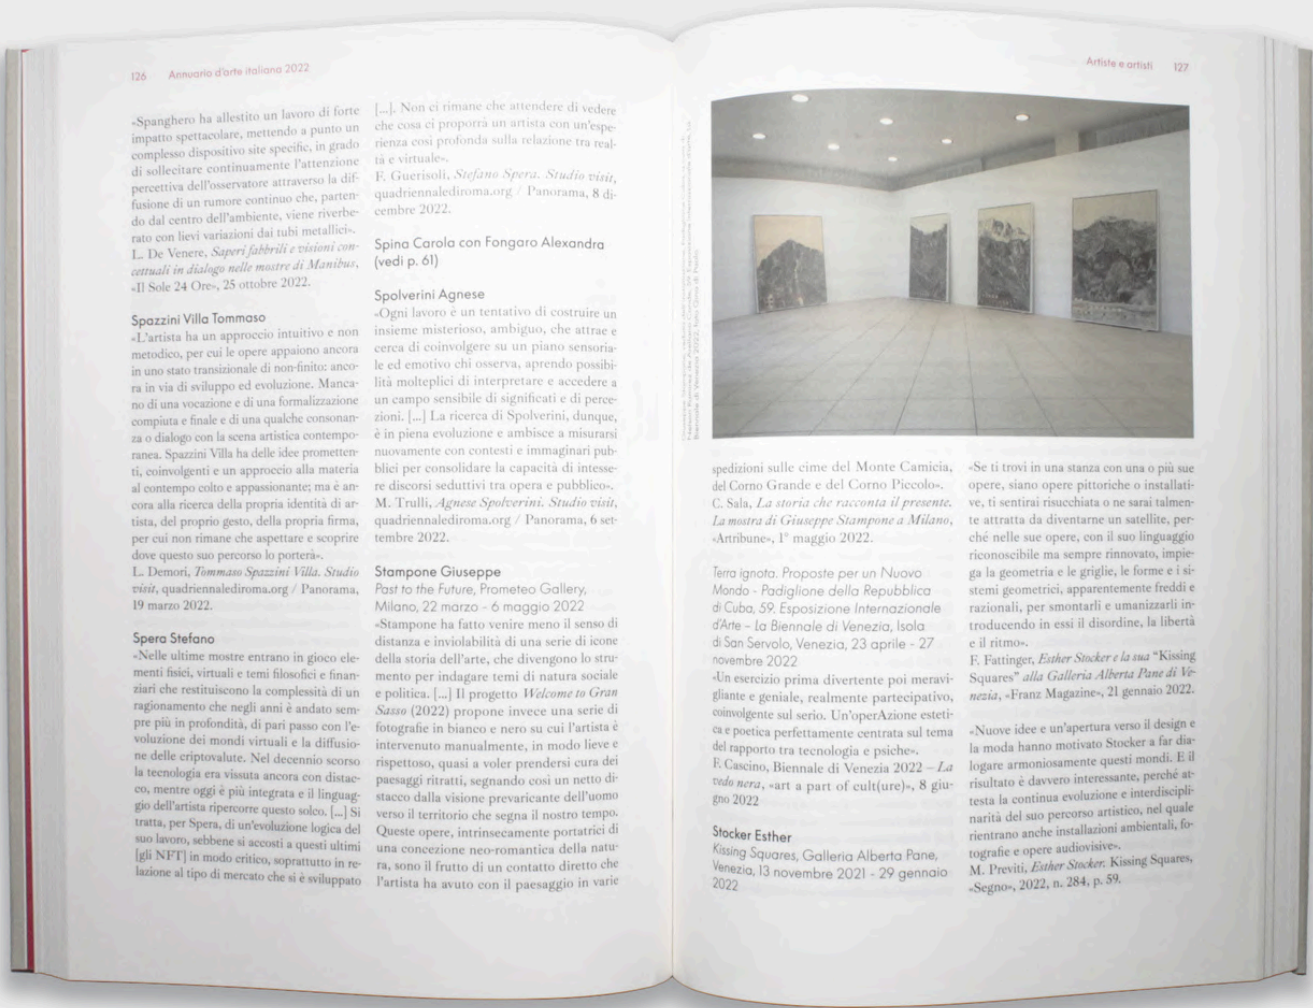 126 Annuario d'arte italiana 2022
«Spanghero ha allestito un lavoro di forte
impatto spettacolare, mettendo a punto un
complesso dispositivo site specific, in grado
di sollecitare continuamente l'attenzione
percettiva dell'osservatore attraverso la dif-
fusione di un rumore continuo che, parten-
do dal centro dell'ambiente, viene riverbe-
rato con lievi variazioni dai tubi metallici».
L. De Venere, Saperi fabbrili e visioni con-
cettuali in dialogo nelle mostre di Manibus,
«Il Sole 24 Ore», 25 ottobre 2022.
Spazzini Villa Tommaso
«L'artista ha un approccio intuitivo e non
metodico, per cui le opere appaiono ancora
in uno stato transizionale di non-finito: anco-
ra in via di sviluppo ed evoluzione. Manca-
no di una vocazione e di una formalizzazione
compiuta e finale e di una qualche consonan-
za o dialogo con la scena artistica contempo-
ranea. Spazzini Villa ha delle idee prometten-
ti, coinvolgenti e un approccio alla materia
al contempo colto e appassionante; ma è an-
cora alla ricerca della propria identità di ar-
tista, del proprio gesto, della propria firma,
per cui non rimane che aspettare e scoprire
dove questo suo percorso lo porterà».
L. Demori, Tommaso Spazzini Villa. Studio
visit, quadriennalediroma.org / Panorama,
19 marzo 2022.
Spera Stefano
«Nelle ultime mostre entrano in gioco ele-
menti fisici, virtuali e temi filosofici e finan-
ziari che restituiscono la complessità di un
ragionamento che negli anni è andato sem-
pre più in profondità, di pari passo con l'e-
voluzione dei mondi virtuali e la diffusio-
ne delle criptovalute. Nel decennio scorso
la tecnologia era vissuta ancora con distac-
co, mentre oggi è più integrata e il linguag-
gio dell'artista ripercorre questo solco. [...] Si
tratta, per Spera, di un'evoluzione logica del
suo lavoro, sebbene si accosti a questi ultimi
[gli NFT] in modo critico, soprattutto in re-
lazione al tipo di mercato che si è sviluppato
[...]. Non ci rimane che attendere di vedere
che cosa ci proporrà un artista con un'espe-
rienza così profonda sulla relazione tra real-
tà e virtuale».
F. Guerisoli, Stefano Spera. Studio visit,
quadriennalediroma.org / Panorama, 8 di-
cembre 2022.
Spina Carola con Fongaro Alexandra
(vedi p. 61)
Spolverini Agnese
«Ogni lavoro è un tentativo di costruire un
insieme misterioso, ambiguo, che attrae e
cerca di coinvolgere su un piano sensoria-
le ed emotivo chi osserva, aprendo possibi-
lità molteplici di interpretare e accedere a
un campo sensibile di significati e di perce-
zioni. [...] La ricerca di Spolverini, dunque,
è in piena evoluzione e ambisce a misurarsi
nuovamente con contesti e immaginari pub-
blici per consolidare la capacità di intesse-
re discorsi seduttivi tra opera e pubblico».
M. Trulli, Agnese Spolverini. Studio visit,
quadriennalediroma.org / Panorama, 6 set-
tembre 2022.
Stampone Giuseppe
Past to the Future, Prometeo Gallery,
Milano, 22 marzo - 6 maggio 2022
«Stampone ha fatto venire meno il senso di
distanza e inviolabilità di una serie di icone
della storia dell'arte, che divengono lo stru-
mento per indagare temi di natura sociale
e politica. [...] Il progetto Welcome to Gran
Sasso (2022) propone invece una serie di
fotografie in bianco e nero su cui l'artista è
intervenuto manualmente, in modo lieve e
rispettoso, quasi a voler prendersi cura dei
paesaggi ritratti, segnando così un netto di-
stacco dalla visione prevaricante dell'uomo
verso il territorio che segna il nostro tempo.
Queste opere, intrinsecamente portatrici di
una concezione neo-romantica della natu-
ra, sono il frutto di un contatto diretto che
l'artista ha avuto con il paesaggio in varie
Artiste e artisti 127
spedizioni sulle cime del Monte Camicia,
del Corno Grande e del Corno Piccolo».
C. Sala, La storia che racconta il presente.
La mostra di Giuseppe Stampone a Milano,
«Artribune», 1° maggio 2022.
Terra ignota. Proposte per un Nuovo
Mondo - Padiglione della Repubblica
di Cuba, 59. Esposizione Internazionale
d'Arte – La Biennale di Venezia, Isola
di San Servolo, Venezia, 23 aprile - 27
novembre 2022
«Un esercizio prima divertente poi meravi-
gliante e geniale, realmente partecipativo,
coinvolgente sul serio. Un'operAzione esteti-
ca e poetica perfettamente centrata sul tema
del rapporto tra tecnologia e psiche».
F. Cascino, Biennale di Venezia 2022 – La
vedo nera, «art a part of cult(ure)», 8 giu-
gno 2022
Stocker Esther
Kissing Squares, Galleria Alberta Pane,
Venezia, 13 novembre 2021 - 29 gennaio
2022
«Se ti trovi in una stanza con una o più sue
opere, siano opere pittoriche o installati-
ve, ti sentirai risucchiata o ne sarai talmen-
te attratta da diventarne un satellite, per-
ché nelle sue opere, con il suo linguaggio
riconoscibile ma sempre rinnovato, impie-
ga la geometria e le griglie, le forme e i si-
stemi geometrici, apparentemente freddi e
razionali, per smontarli e umanizzarli in-
troducendo in essi il disordine, la libertà
e il ritmo».
F. Fattinger, Esther Stocker e la sua "Kissing
Squares" alla Galleria Alberta Pane di Ve-
nezia, «Franz Magazine», 21 gennaio 2022.
«Nuove idee e un'apertura verso il design e
la moda hanno motivato Stocker a far dia-
logare armoniosamente questi mondi. E il
risultato è davvero interessante, perché at-
testa la continua evoluzione e interdiscipli-
narità del suo percorso artistico, nel quale
rientrano anche installazioni ambientali, fo-
tografie e opere audiovisive».
M. Previti, Esther Stocker. Kissing Squares,
«Segno», 2022, n. 284, p. 59.